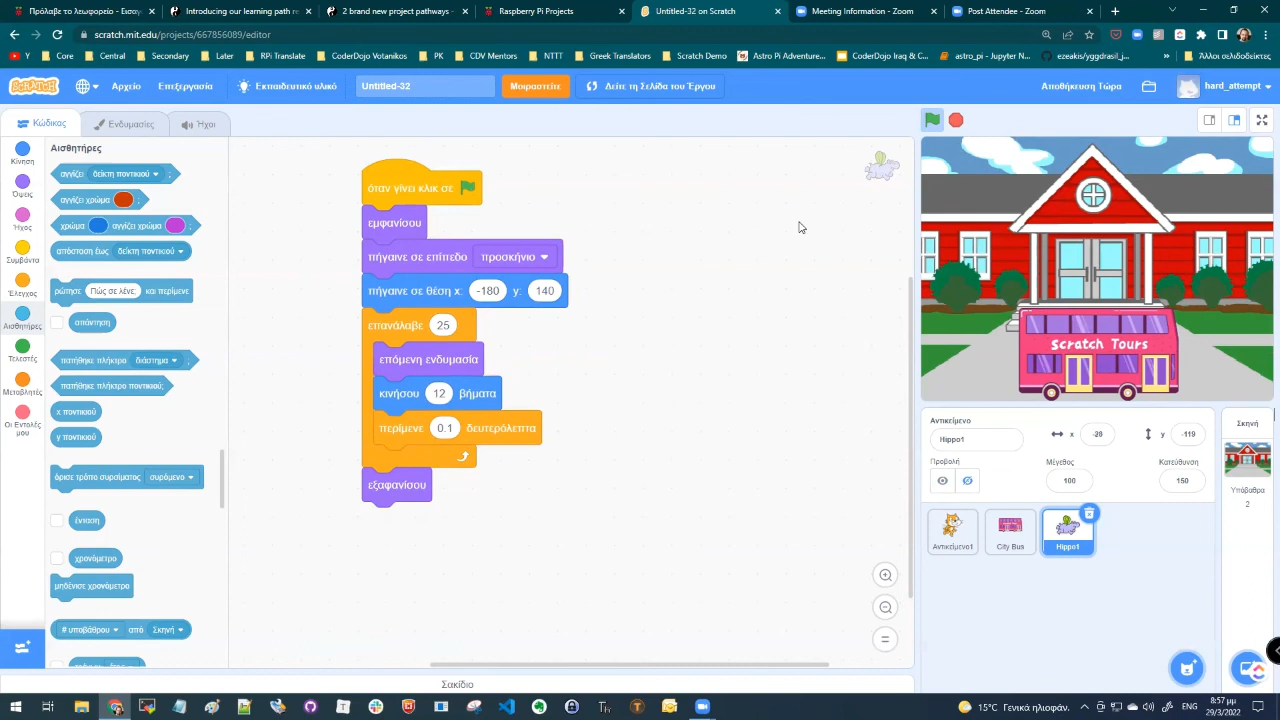 Πρόλαβε το λεωφορείο - Εισαγ
Introducing our learning path re
2 brand new project pathways -
Raspberry Pi Projects
Untitled-32 on Scratch
Meeting Information - Zoom
Post Attendee - Zoom
scratch.mit.edu/projects/667856089/editor
Y
Core
Central
Secondary
Later
RPi Translate
CoderDojo Votanikos
PK
CDV Mentors
NTTT
Greek Translators
Scratch Demo
Astro Pi Adventure...
CoderDojo Iraq & C...
astro_pi - Jupyter N...
ezeakis/yggdrasil_j...
Άλλοι σελιδοδείκτες
SCRATCH
Αρχείο
Επεξεργασία
Εκπαιδευτικό υλικό
Untitled-32
Μοιραστείτε
Δείτε τη Σελίδα του Έργου
Αποθήκευση Τώρα
hard_attempt
Κώδικας
Ενδυμασίες
Ήχοι
Κίνηση
Όψεις
Ήχος
Συμβάντα
Έλεγχος
Αισθητήρες
Τελεστές
Μεταβλητές
Οι Εντολές μου
Αισθητήρες
αγγίζει δείκτη ποντικιού ;
αγγίζει χρώμα ;
χρώμα αγγίζει χρώμα ;
απόσταση έως δείκτη ποντικιού
ρώτησε Πώς σε λένε; και περίμενε
απάντηση
πατήθηκε πλήκτρο διάστημα ;
πατήθηκε πλήκτρο ποντικιού;
x ποντικιού
y ποντικιού
όρισε τρόπο συρσίματος συρόμενο
ένταση
χρονόμετρο
μηδένισε χρονόμετρο
# υποβάθρου από Σκηνή
όταν γίνει κλικ σε
εμφανίσου
πήγαινε σε επίπεδο προσκήνιο
πήγαινε σε θέση x: -180 y: 140
επανάλαβε 25
επόμενη ενδυμασία
κινήσου 12 βήματα
περίμενε 0.1 δευτερόλεπτα
εξαφανίσου
Σακίδιο
Scratch Tours
Αντικείμενο
Hippo1
x -28
y -119
Προβολή
Μέγεθος
100
Κατεύθυνση
150
Αντικείμενο1
City Bus
Hippo1
Σκηνή
Υπόβαθρα
2
15°C Γενικά ηλιοφάν.
ENG
8:57 μμ
29/3/2022